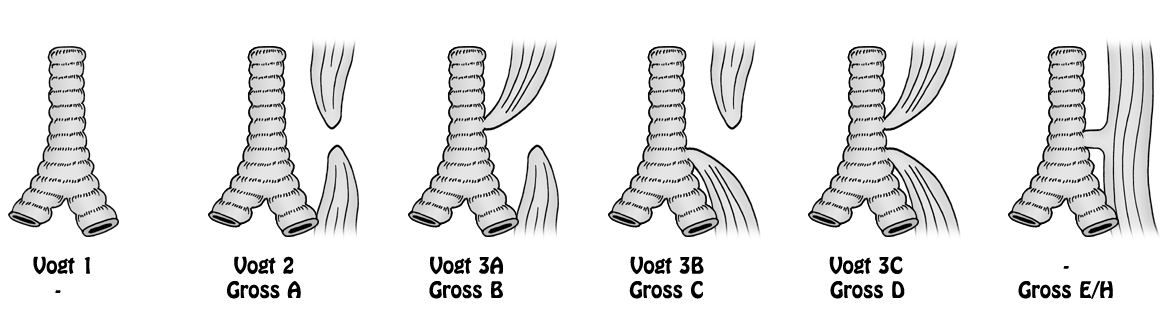 Vogt 1
-
Vogt 2
Gross A
Vogt 3A
Gross B
Vogt 3B
Gross C
Vogt 3C
Gross D
-
Gross E/H